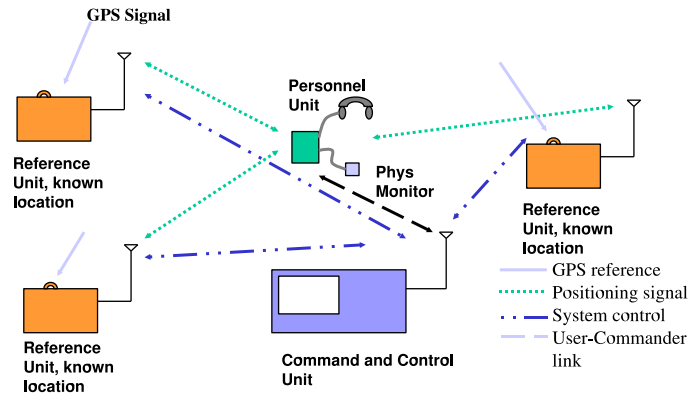 GPS Signal
Personnel
Unit
Phys
Monitor
Reference
Unit, known
location
Reference
Unit, known
location
Reference
Unit, known
location
Command and Control
Unit
GPS reference
Positioning signal
System control
User-Commander
link